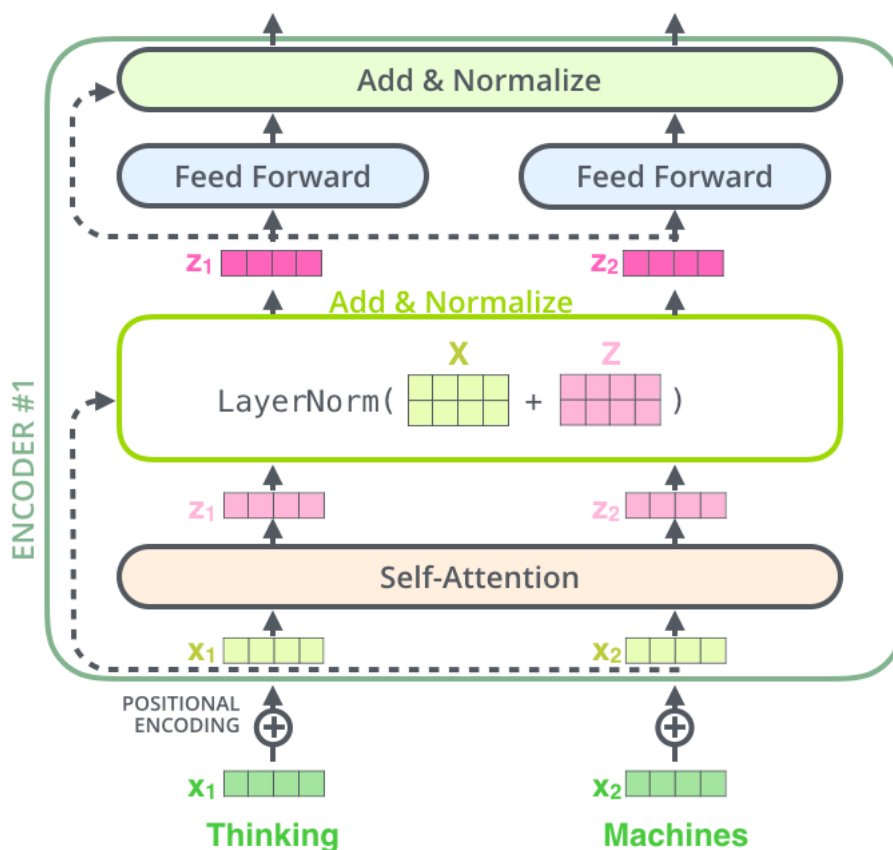 Add & Normalize
Feed Forward Feed Forward
z1 z2
Add & Normalize
X Z
LayerNorm( + )
ENCODER #1
z1 z2
Self-Attention
x1 x2
POSITIONAL
ENCODING
x1 x2
Thinking Machines